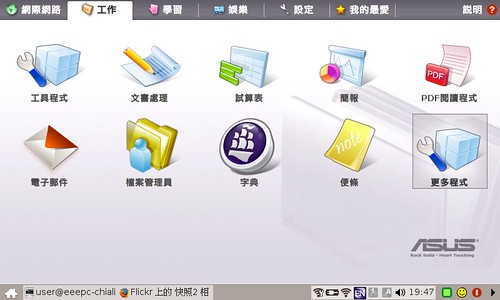 網際網路 工作 學習 娛樂 設定 我的最愛 說明 ?
工具程式 文書處理 試算表 簡報 PDF閱讀程式
PDF
電子郵件 檔案管理員 字典 便條 更多程式
note
ASUS
Rock Solid • Heart Touching
user@eeepc-chiali Flickr 上的 快照2 相 EN 19:47